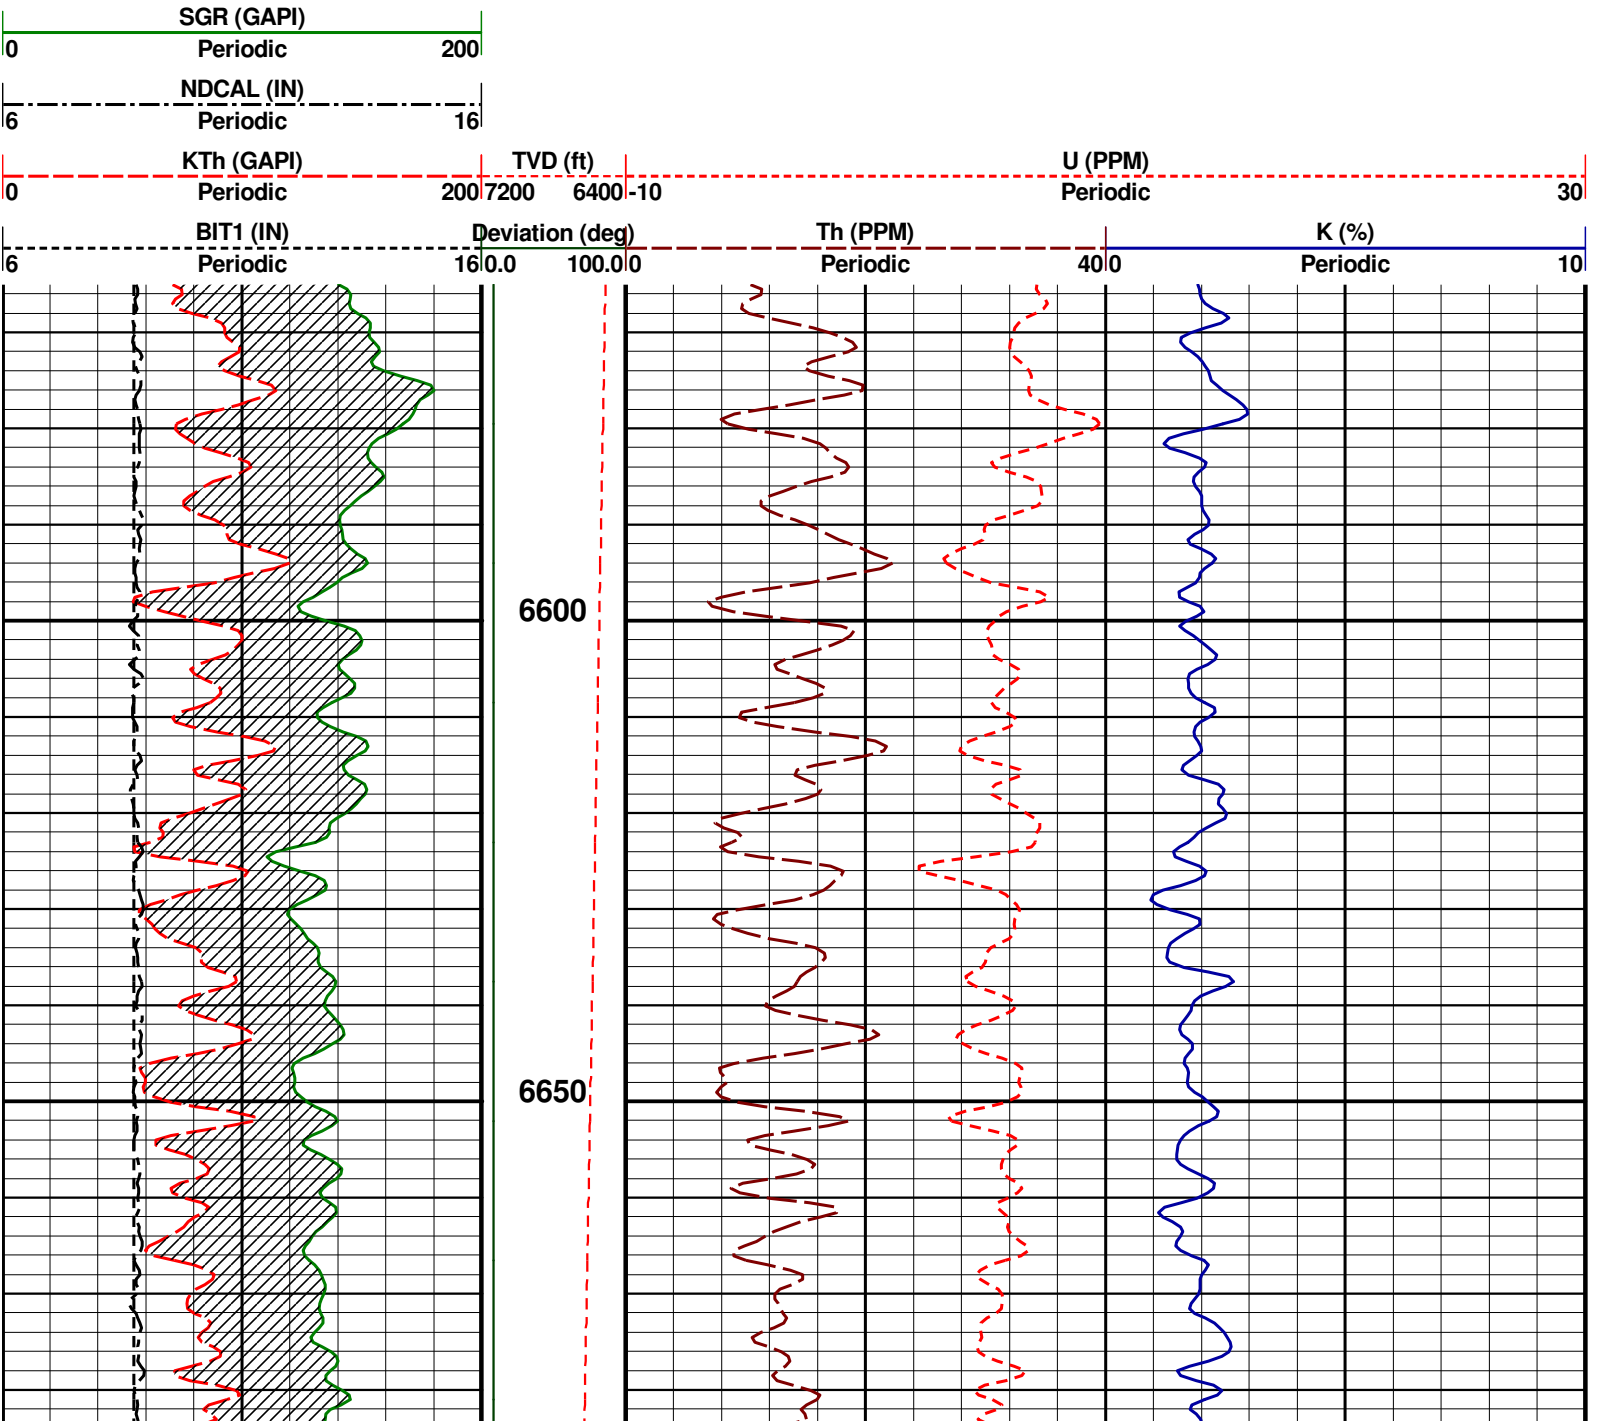 SGR (GAPI)
0 Periodic 200
NDCAL (IN)
6 Periodic 16
KTh (GAPI) TVD (ft) U (PPM)
0 Periodic 200 7200 6400 -10 Periodic 30
BIT1 (IN) Deviation (deg) Th (PPM) K (%)
6 Periodic 16 0.0 100.0 0 Periodic 40 0 Periodic 10
6600
6650